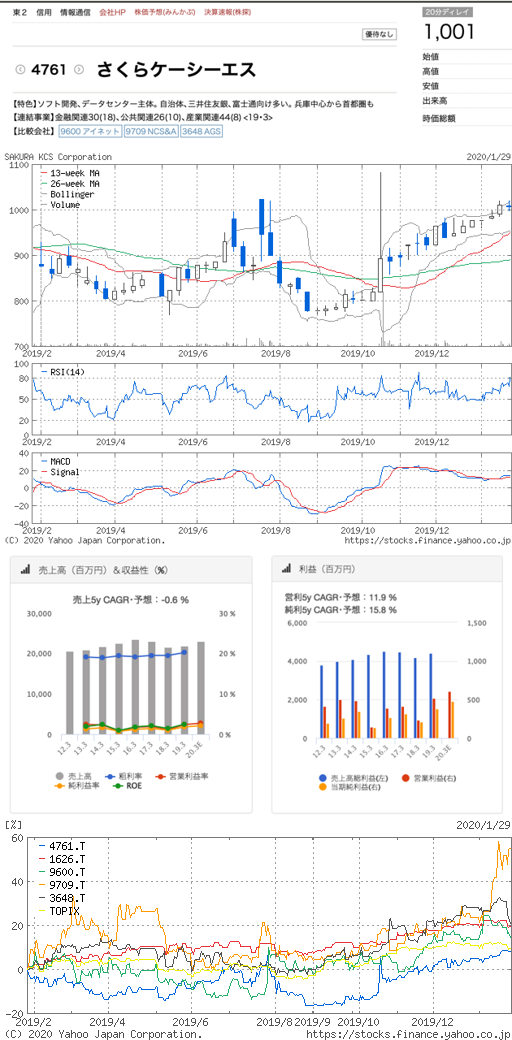 東2 信用 情報通信 会社HP 株価予想(みんかぶ) 決算速報(株探)
20分ディレイ
1,001
優待なし
4761 さくらケーシーエス
始値
高値
安値
出来高
時価総額
【特色】ソフト開発、データセンター主体。自治体、三井住友銀、富士通向け多い。兵庫中心から首都圏も
【連結事業】金融関連30(18)、公共関連26(10)、産業関連44(8) <19・3>
【比較会社】 9600 アイネット 9709 NCS&A 3648 AGS
SAKURA KCS Corporation 2020/1/29
1100
13-week MA
26-week MA
Bollinger
Volume
1000
900
800
700
2019/2 2019/4 2019/6 2019/8 2019/10 2019/12
100
RSI(14)
80
50
20
0
2019/2 2019/4 2019/6 2019/8 2019/10 2019/12
40
MACD
Signal
20
0
-20
-40
2019/2 2019/4 2019/6 2019/8 2019/10 2019/12
(C) 2020 Yahoo Japan Corporation. https://stocks.finance.yahoo.co.jp
売上高（百万円）＆収益性（%）
売上5y CAGR・予想：-0.6 %
30,000 30 %
20,000 20 %
10,000 10 %
0 0 %
12.3 13.3 14.3 15.3 16.3 17.3 18.3 19.3 20.3E
売上高 粗利率 営業利益率
純利益率 ROE
利益（百万円）
営利5y CAGR・予想：11.9 %
純利5y CAGR・予想：15.8 %
6,000 1,500
4,000 1,000
2,000 500
0 0
12.3 13.3 14.3 15.3 16.3 17.3 18.3 19.3 20.3E
売上高総利益(左) 営業利益(右)
当期純利益(右)
[%] 2020/1/29
60
4761.T
1626.T
9600.T
9709.T
3648.T
TOPIX
40
20
0
-20
2019/2 2019/4 2019/6 2019/8 2019/9 2019/10 2019/12
(C) 2020 Yahoo Japan Corporation. https://stocks.finance.yahoo.co.jp